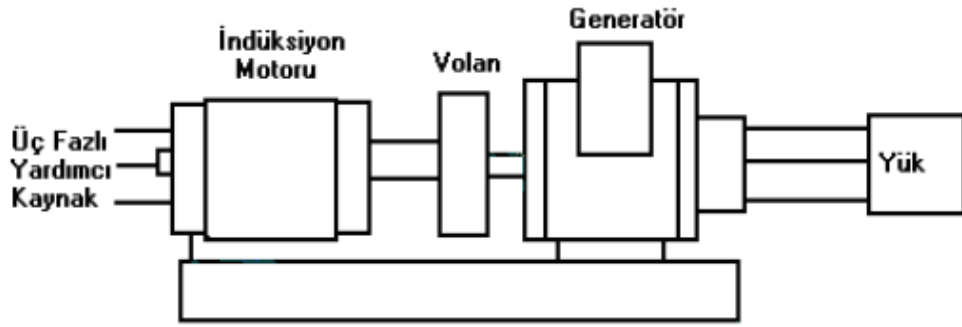 Üç Fazlı
Yardımcı
Kaynak
İndüksiyon
Motoru
Volan
Generatör
Yük